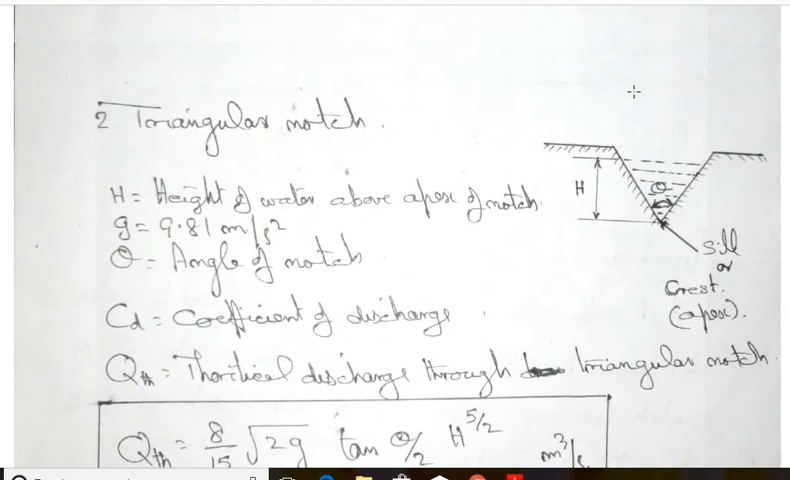 2 Triangular notch.
H = Height of water above apex of notch.
g = 9.81 m/s²
θ = Angle of notch
Cd = Coefficient of discharge
Qth = Thoritical discharge through triangular notch.
Qth = 8/15 √2g tan θ/2 H^5/2 m³/s
H
θ
Sill
or
Crest.
(apex).